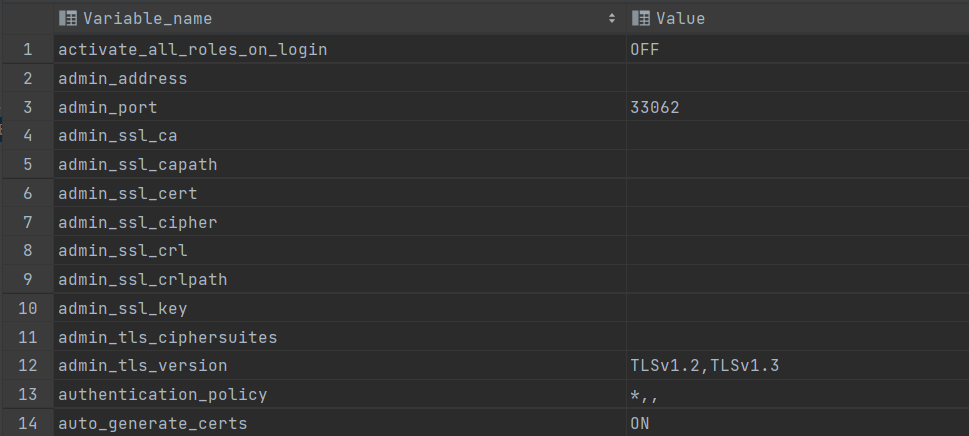 Variable_name Value
1 activate_all_roles_on_login OFF
2 admin_address
3 admin_port 33062
4 admin_ssl_ca
5 admin_ssl_capath
6 admin_ssl_cert
7 admin_ssl_cipher
8 admin_ssl_crl
9 admin_ssl_crlpath
10 admin_ssl_key
11 admin_tls_ciphersuites
12 admin_tls_version TLSv1.2,TLSv1.3
13 authentication_policy *,,
14 auto_generate_certs ON